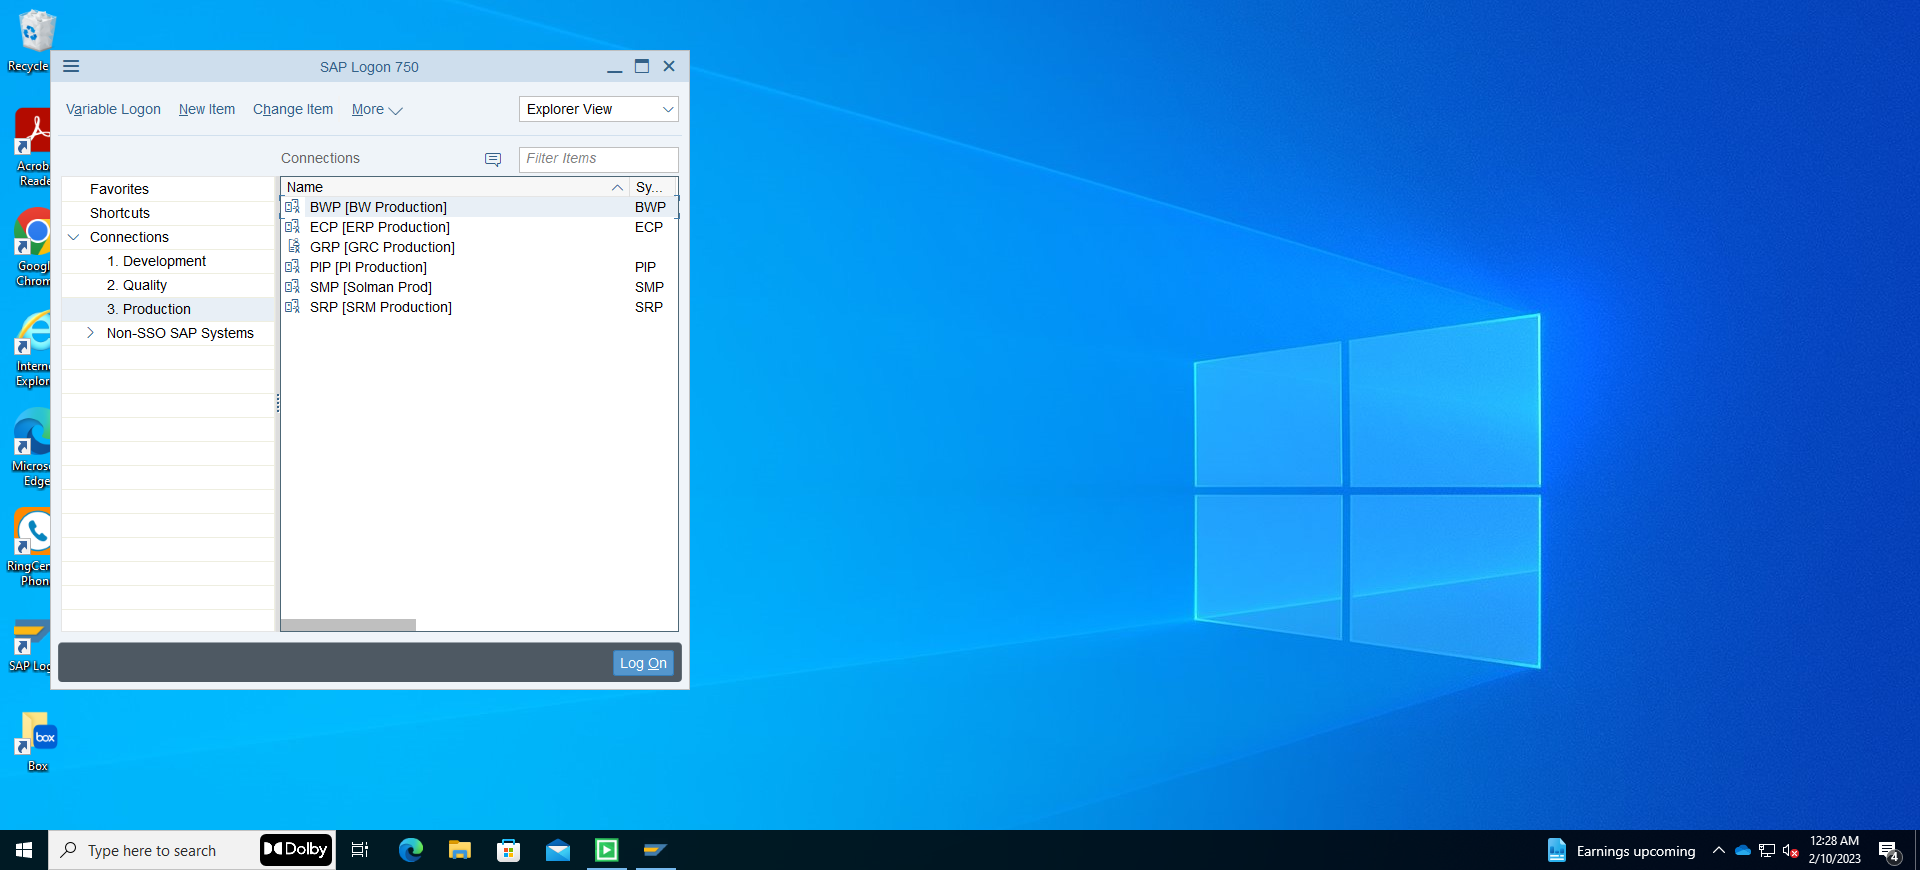 Recycle
SAP Logon 750
Variable Logon New Item Change Item More Explorer View
Connections Filter Items
Name Sy...
Favorites
Shortcuts
Connections
1. Development
2. Quality
3. Production
Non-SSO SAP Systems
BWP [BW Production] BWP
ECP [ERP Production] ECP
GRP [GRC Production]
PIP [PI Production] PIP
SMP [Solman Prod] SMP
SRP [SRM Production] SRP
Log On
Acrob
Reade
Googl
Chrom
Intern
Explor
Micros
Edge
RingCen
Phon
SAP Log
box
Box
Type here to search
Dolby
Earnings upcoming
12:28 AM
2/10/2023
4